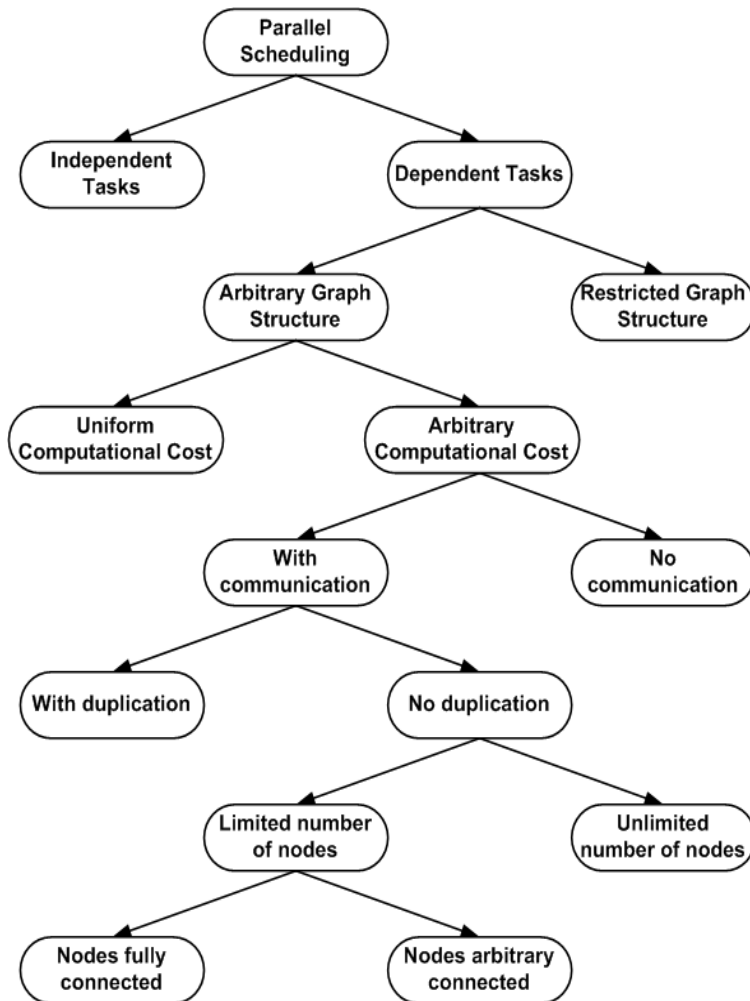 Parallel
Scheduling
Independent
Tasks
Dependent Tasks
Arbitrary Graph
Structure
Restricted Graph
Structure
Uniform
Computational Cost
Arbitrary
Computational Cost
With
communication
No
communication
With duplication
No duplication
Limited number
of nodes
Unlimited
number of nodes
Nodes fully
connected
Nodes arbitrary
connected